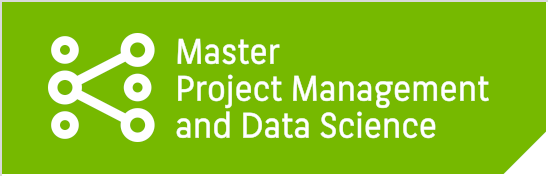 Master
Project Management
and Data Science